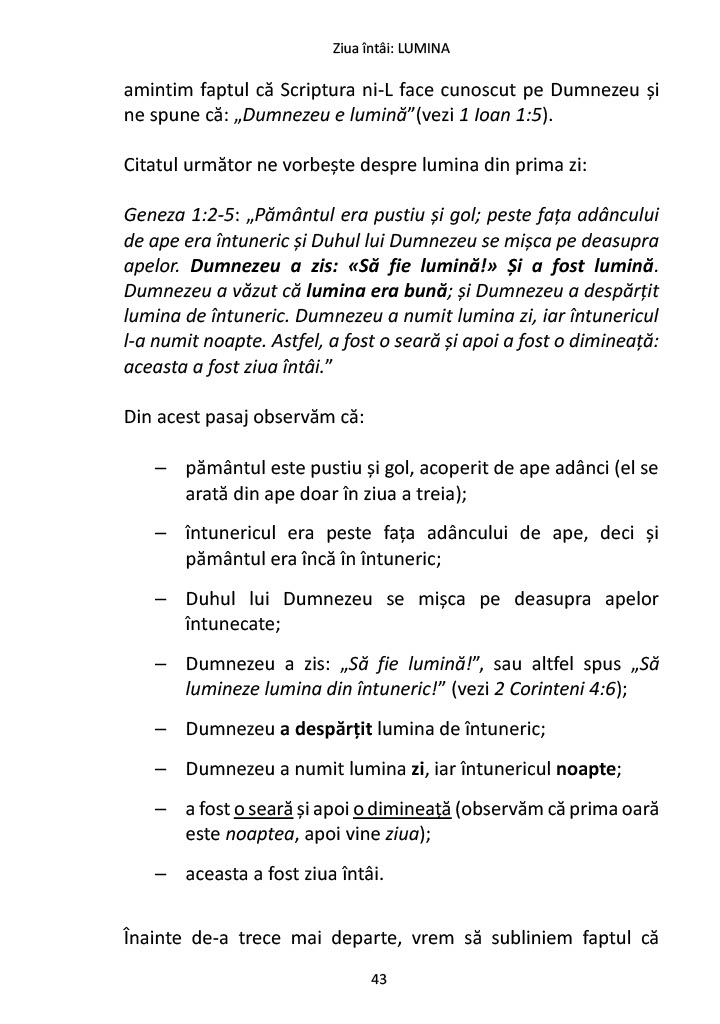 Ziua întâi: LUMINA
amintim faptul că Scriptura ni-L face cunoscut pe Dumnezeu și
ne spune că: „Dumnezeu e lumină”(vezi 1 Ioan 1:5).
Citatul următor ne vorbește despre lumina din prima zi:
Geneza 1:2-5: „Pământul era pustiu și gol; peste fața adâncului
de ape era întuneric și Duhul lui Dumnezeu se mișca pe deasupra
apelor. Dumnezeu a zis: «Să fie lumină!» Și a fost lumină.
Dumnezeu a văzut că lumina era bună; și Dumnezeu a despărțit
lumina de întuneric. Dumnezeu a numit lumina zi, iar întunericul
l-a numit noapte. Astfel, a fost o seară și apoi a fost o dimineață:
aceasta a fost ziua întâi.”
Din acest pasaj observăm că:
– pământul este pustiu și gol, acoperit de ape adânci (el se
arată din ape doar în ziua a treia);
– întunericul era peste fața adâncului de ape, deci și
pământul era încă în întuneric;
– Duhul lui Dumnezeu se mișca pe deasupra apelor
întunecate;
– Dumnezeu a zis: „Să fie lumină!”, sau altfel spus „Să
lumineze lumina din întuneric!” (vezi 2 Corinteni 4:6);
– Dumnezeu a despărțit lumina de întuneric;
– Dumnezeu a numit lumina zi, iar întunericul noapte;
– a fost o seară și apoi o dimineață (observăm că prima oară
este noaptea, apoi vine ziua);
– aceasta a fost ziua întâi.
Înainte de-a trece mai departe, vrem să subliniem faptul că
43